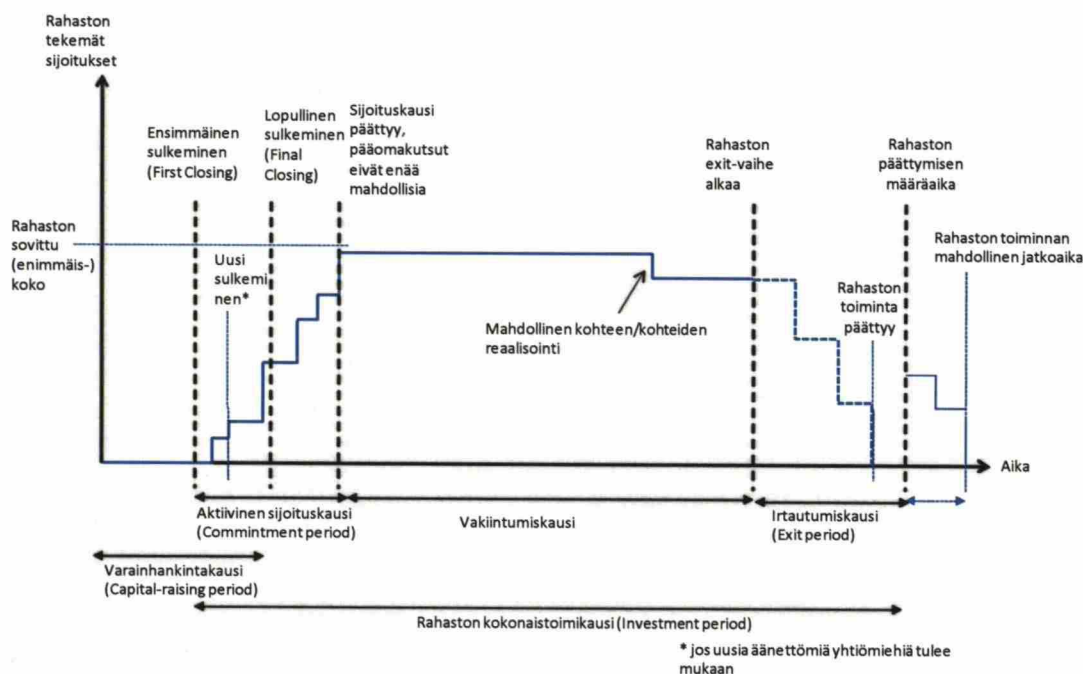 Rahaston
tekemät
sijoitukset
Ensimmäinen
sulkeminen
(First Closing)
Lopullinen
sulkeminen
(Final
Closing)
Sijoituskausi
päättyy,
pääomakutsut
eivät enää
mahdollisia
Rahaston
exit-vaihe
alkaa
Rahaston
päättymisen
määräaika
Rahaston
sovittu
(enimmäis-)
koko
Uusi
sulkemi
nen*
Mahdollinen kohteen/kohteiden
reaalisointi
Rahaston
toiminta
päättyy
Rahaston toiminnan
mahdollinen jatkoaika
Aika
Aktiivinen sijoituskausi
(Commintment period)
Vakiintumiskausi
Irtautumiskausi
(Exit period)
Varainhankintakausi
(Capital-raising period)
Rahaston kokonaistoimikausi (Investment period)
* jos uusia äänettömiä yhtiömiehiä tulee
mukaan